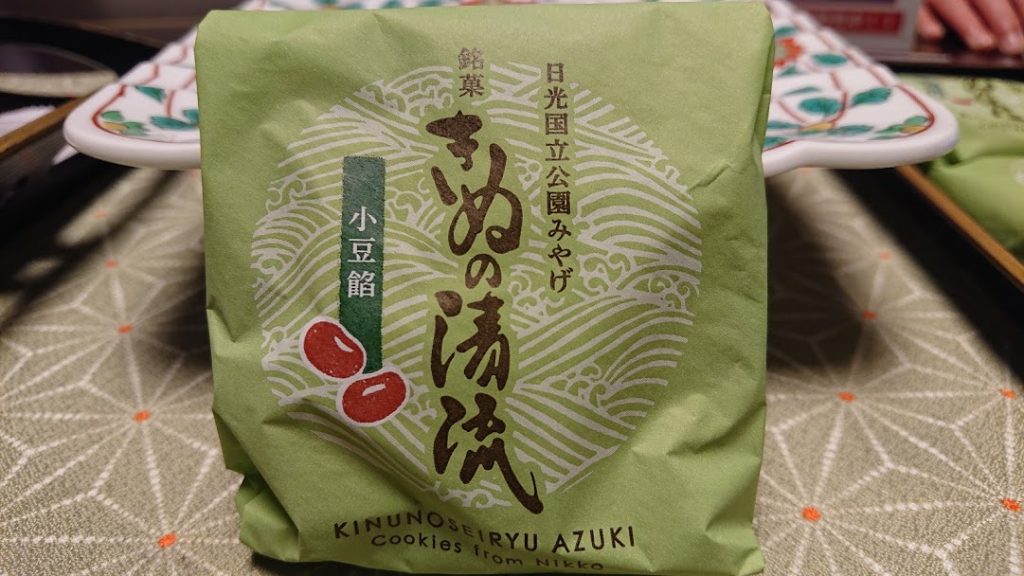 日光国立公園みやげ
銘菓
きぬの清流
小豆餡
KINUNOSEIRYU AZUKI
Cookies from Nikko